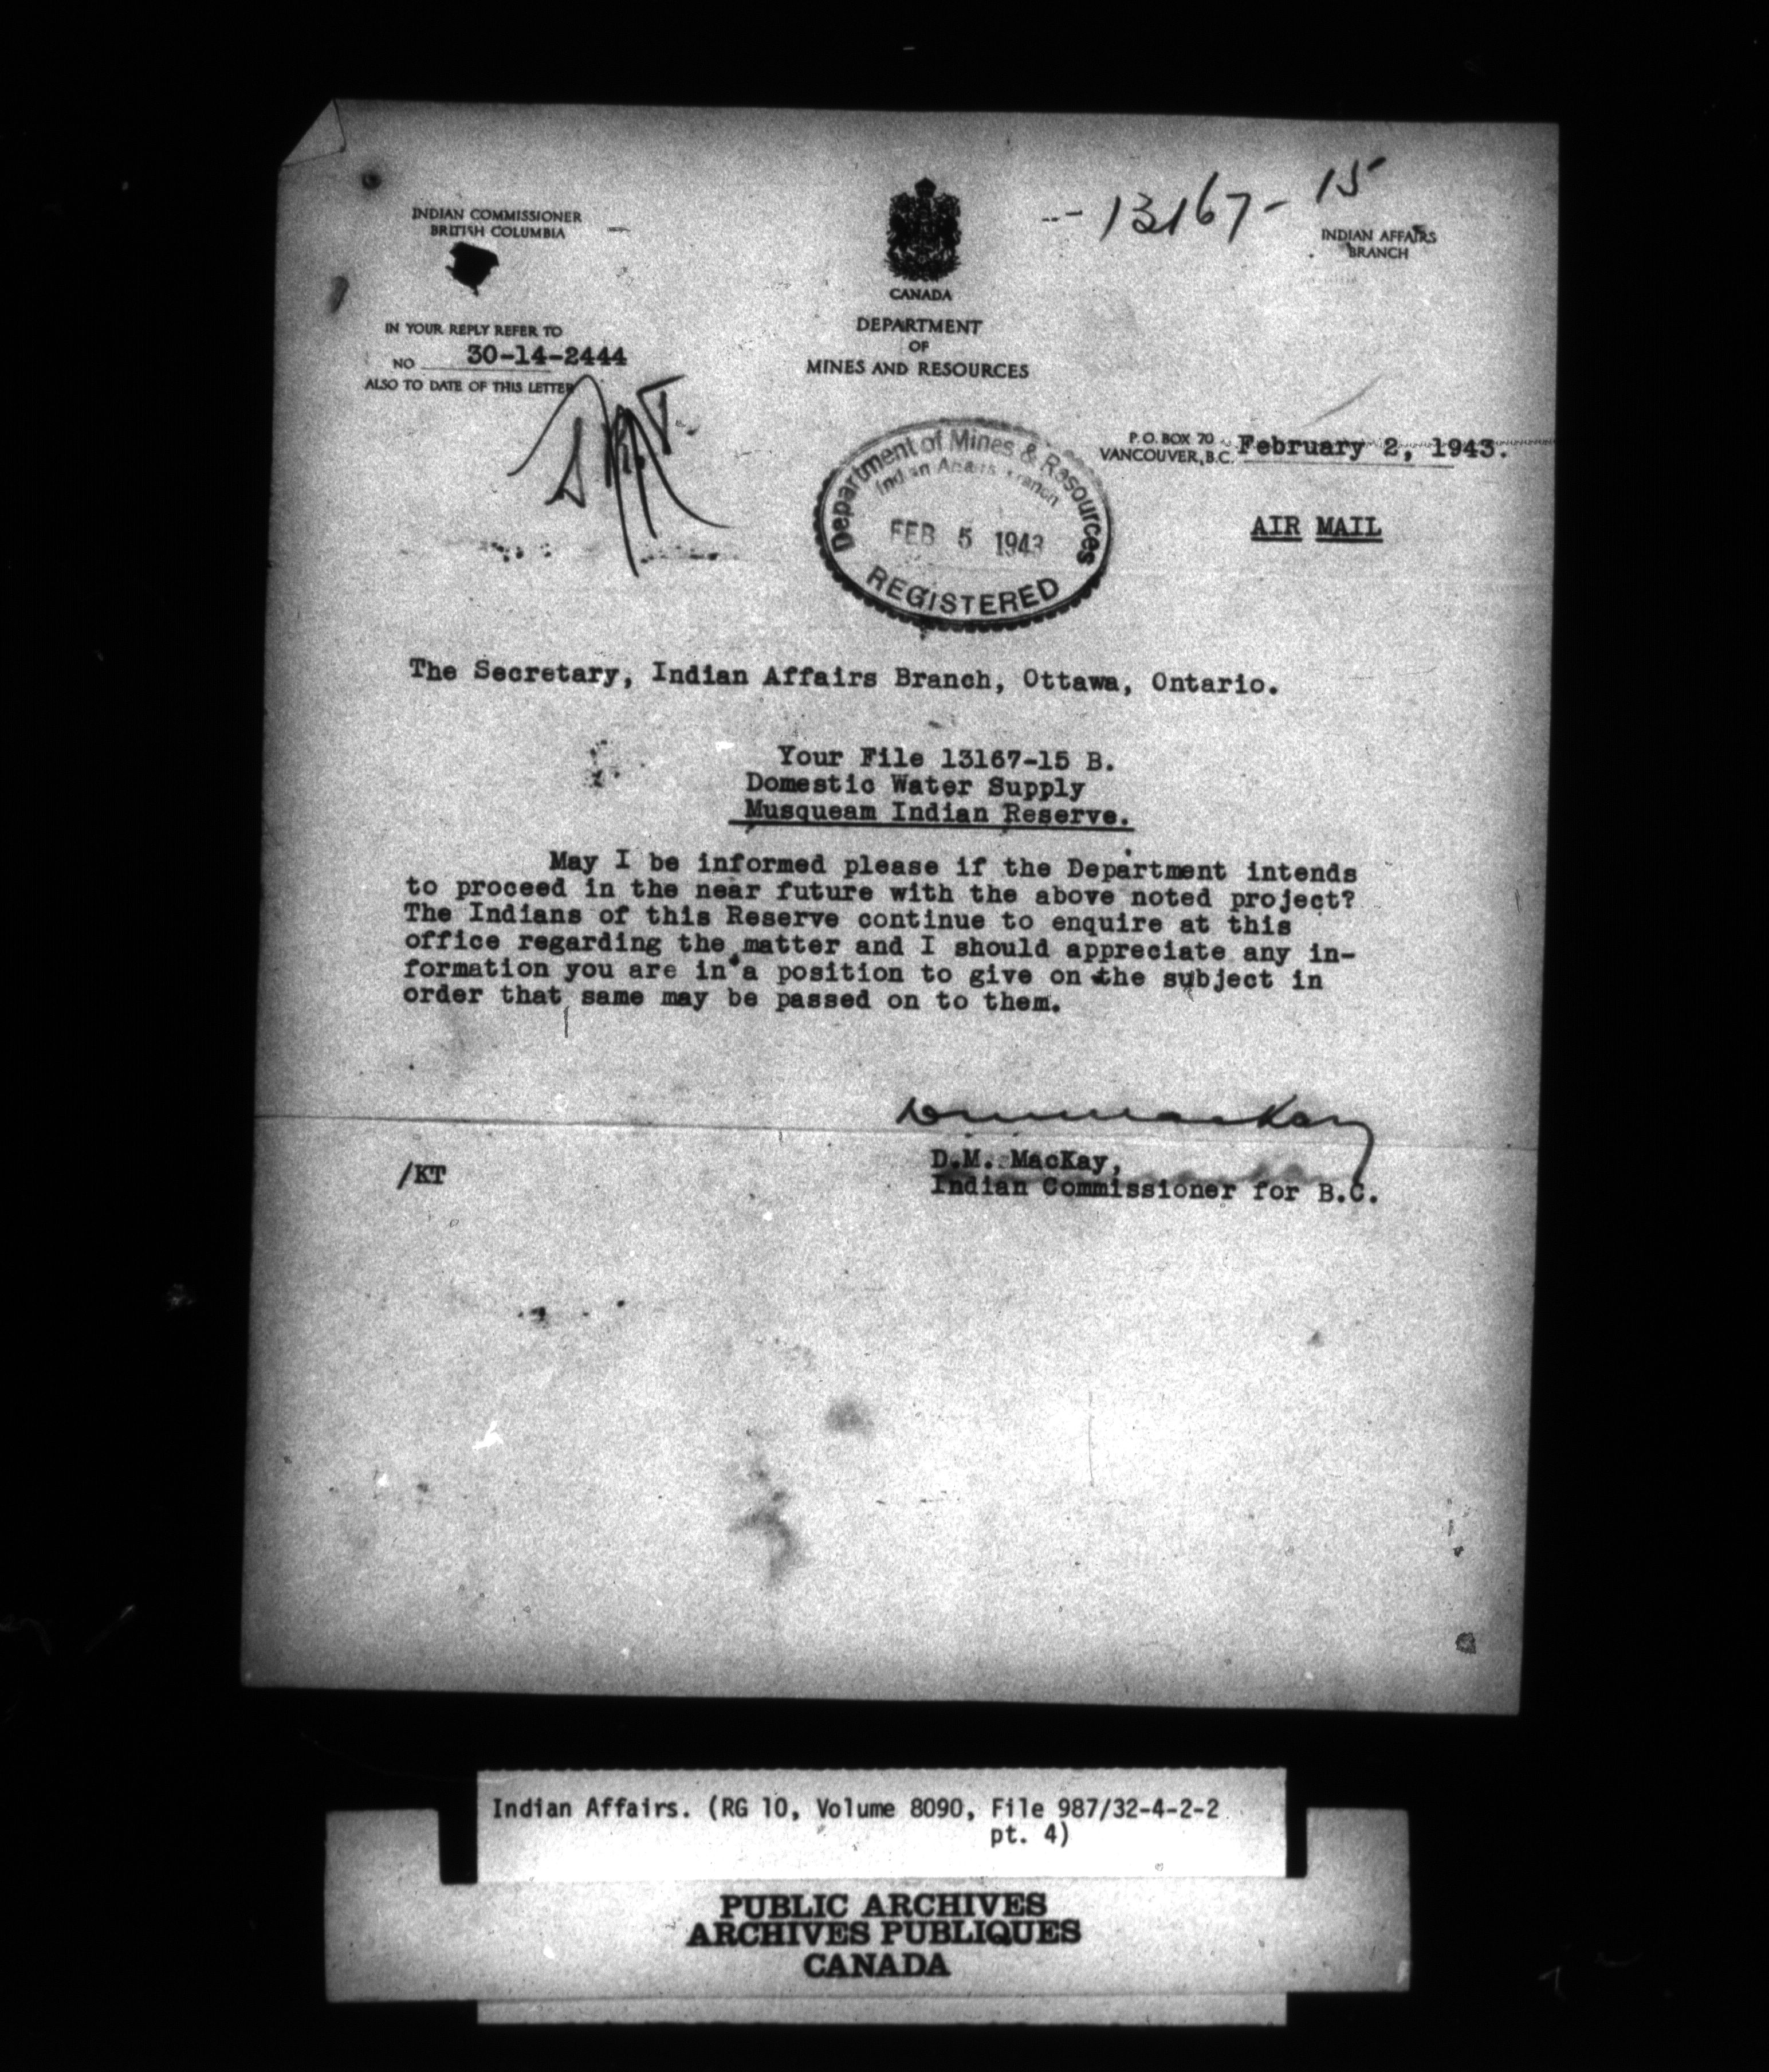 13167-15
INDIAN COMMISSIONER
BRITISH COLUMBIA
INDIAN AFFAIRS
BRANCH
CANADA
DEPARTMENT
OF
MINES AND RESOURCES
IN YOUR REPLY REFER TO
NO 30-14-2444
ALSO TO DATE OF THIS LETTER
P.O. BOX 70
VANCOUVER, B.C. February 2, 1943.
Department of Mines & Resources
Indian Affairs Branch
FEB 5 1943
REGISTERED
AIR MAIL
The Secretary, Indian Affairs Branch, Ottawa, Ontario.
Your File 13167-15 B.
Domestic Water Supply
Musqueam Indian Reserve.
May I be informed please if the Department intends
to proceed in the near future with the above noted project?
The Indians of this Reserve continue to enquire at this
office regarding the matter and I should appreciate any in-
formation you are in a position to give on the subject in
order that same may be passed on to them.
D M MacKay
D.M. MacKay,
Indian Commissioner for B.C.
/KT
Indian Affairs. (RG 10, Volume 8090, File 987/32-4-2-2
pt. 4)
PUBLIC ARCHIVES
ARCHIVES PUBLIQUES
CANADA